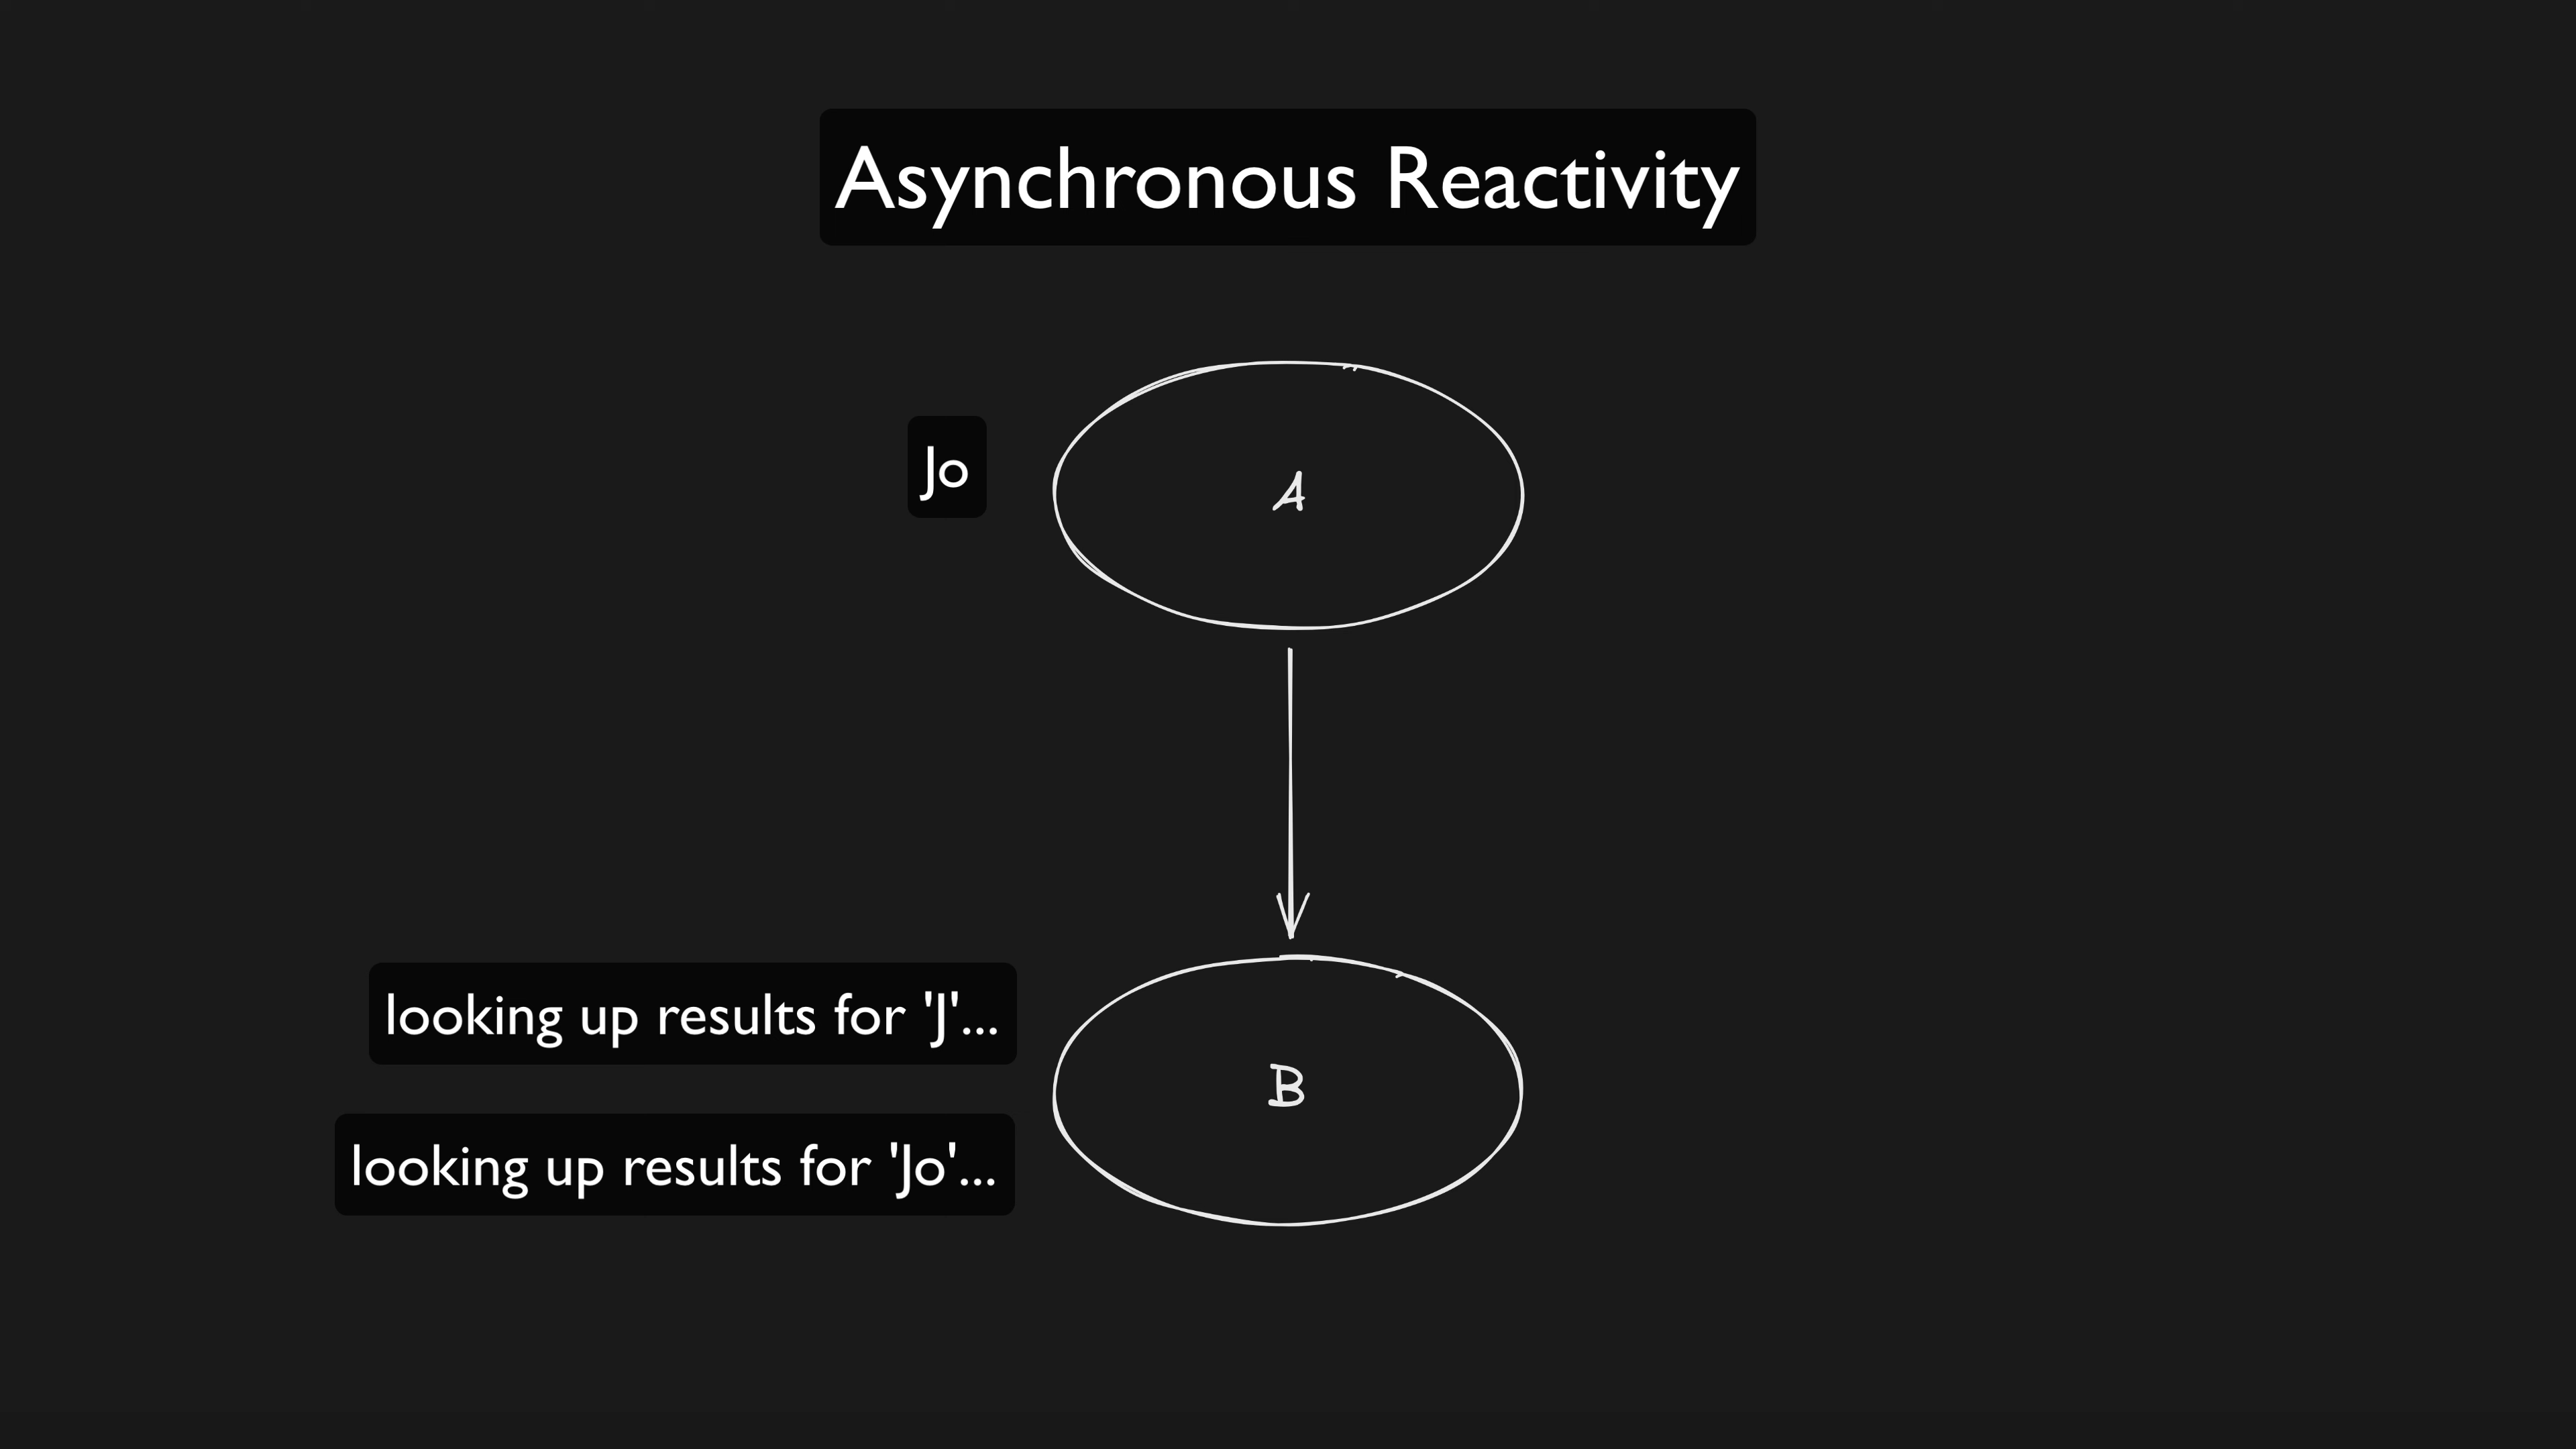 Asynchronous Reactivity
Jo
A
looking up results for 'J'...
B
looking up results for 'Jo'...